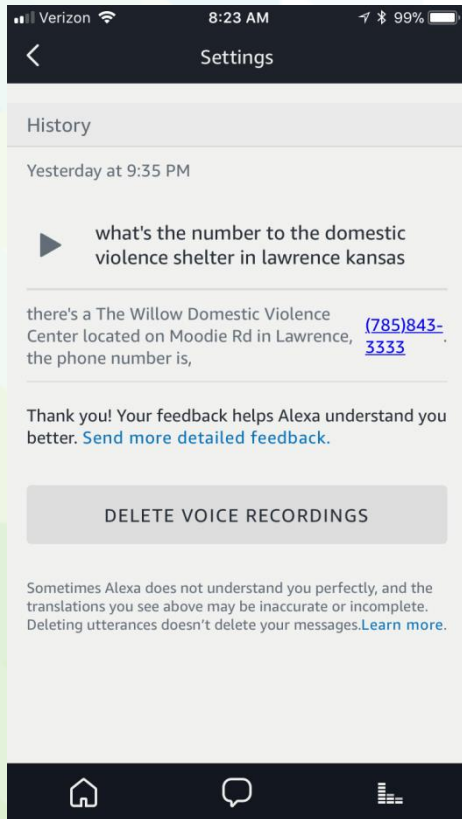 Verizon 8:23 AM 99%
Settings
History
Yesterday at 9:35 PM
what's the number to the domestic
violence shelter in lawrence kansas
there's a The Willow Domestic Violence
Center located on Moodie Rd in Lawrence,
the phone number is,
(785)843-
3333.
Thank you! Your feedback helps Alexa understand you
better. Send more detailed feedback.
DELETE VOICE RECORDINGS
Sometimes Alexa does not understand you perfectly, and the
translations you see above may be inaccurate or incomplete.
Deleting utterances doesn't delete your messages.Learn more.